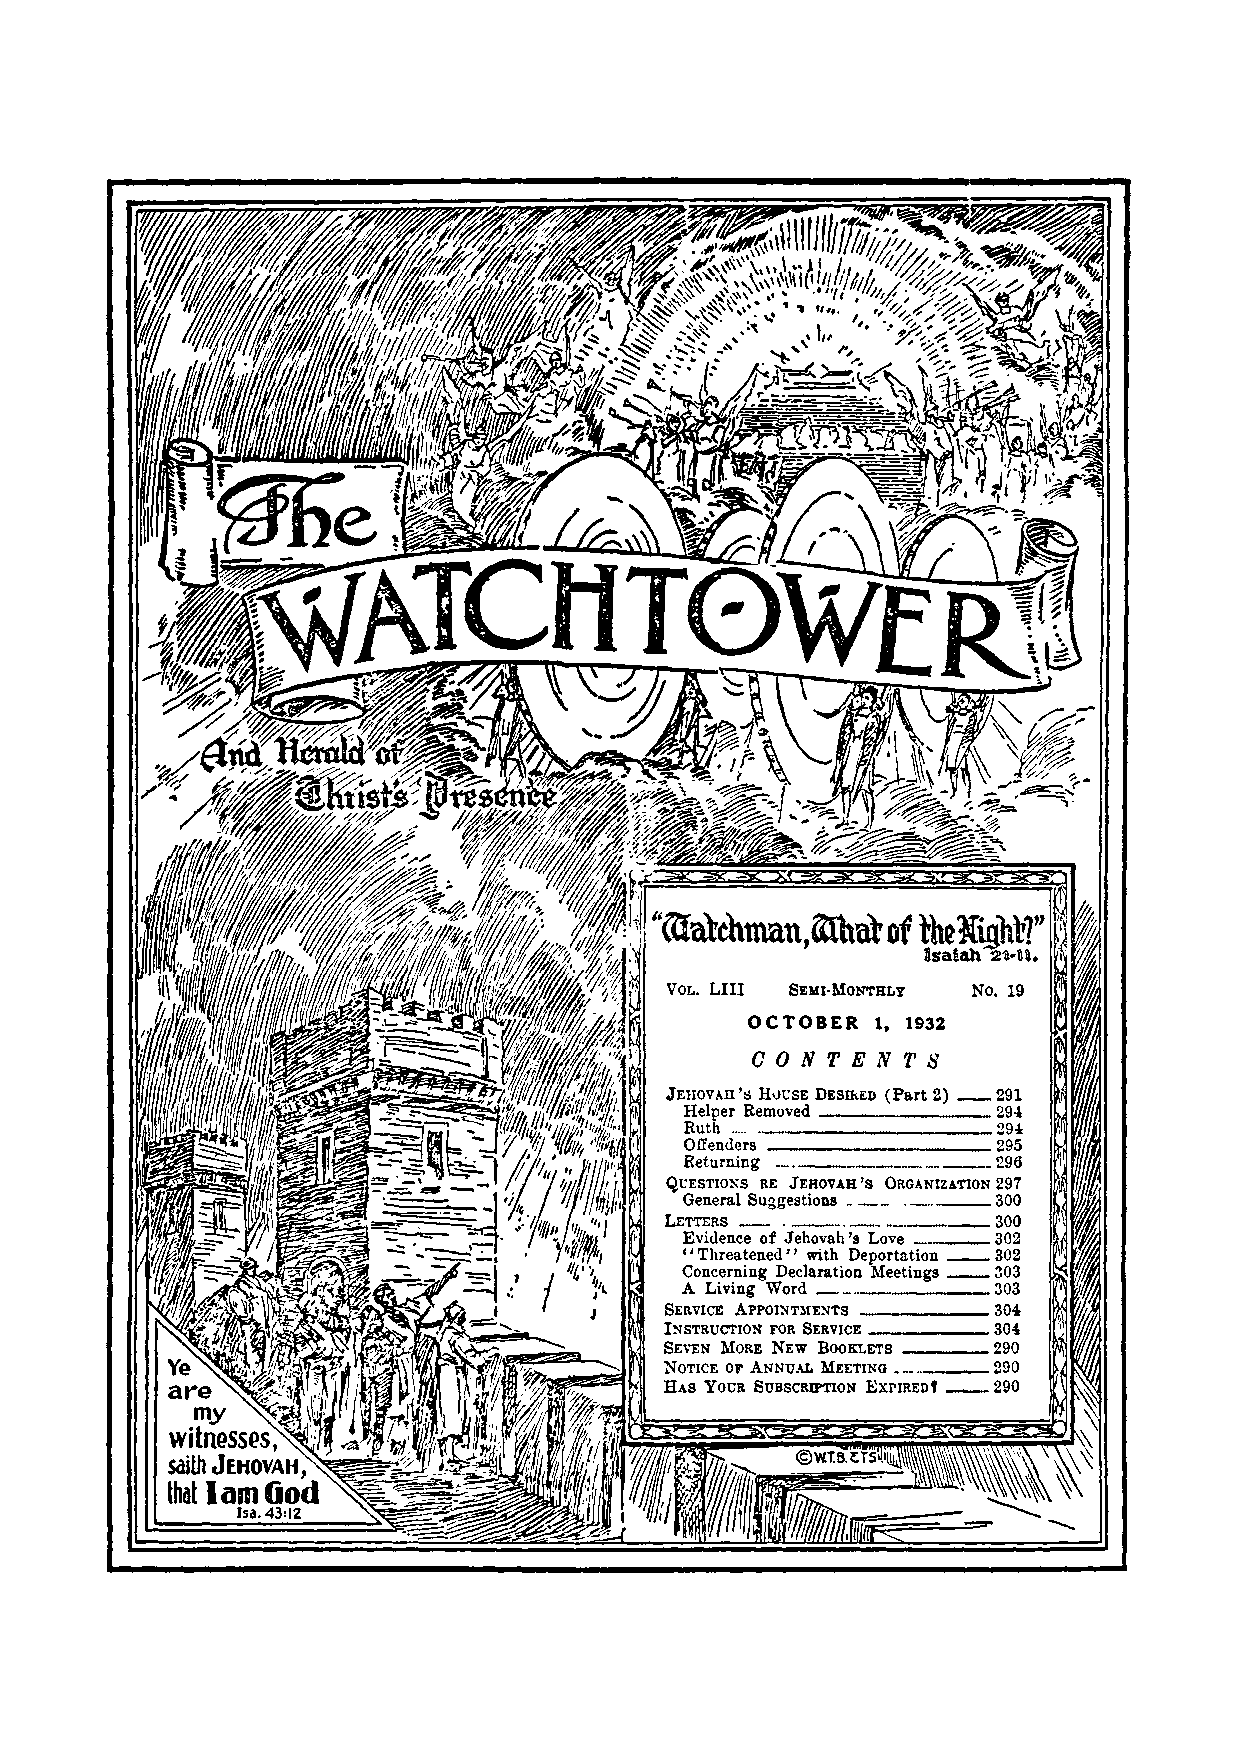 The
WATCHTOWER
And Herald of
Christ's Presence
"Watchman, What of the Night?"
Isaiah 21:11.
VOL. LIII SEMI-MONTHLY NO. 19
OCTOBER 1, 1932
CONTENTS
JEHOVAH'S HOUSE DESIRED (Part 2) 291
Helper Removed 294
Ruth 294
Offenders 295
Returning 296
QUESTIONS RE JEHOVAH'S ORGANIZATION 297
General Suggestions 300
LETTERS 300
Evidence of Jehovah's Love 302
"Threatened" with Deportation 302
Concerning Declaration Meetings 303
A Living Word 303
SERVICE APPOINTMENTS 304
INSTRUCTION FOR SERVICE 304
SEVEN MORE NEW BOOKLETS 290
NOTICE OF ANNUAL MEETING 290
HAS YOUR SUBSCRIPTION EXPIRED? 290
©W.T.B.&T.S.
Ye
are
my
witnesses,
saith JEHOVAH,
that I am God
Isa. 43:12